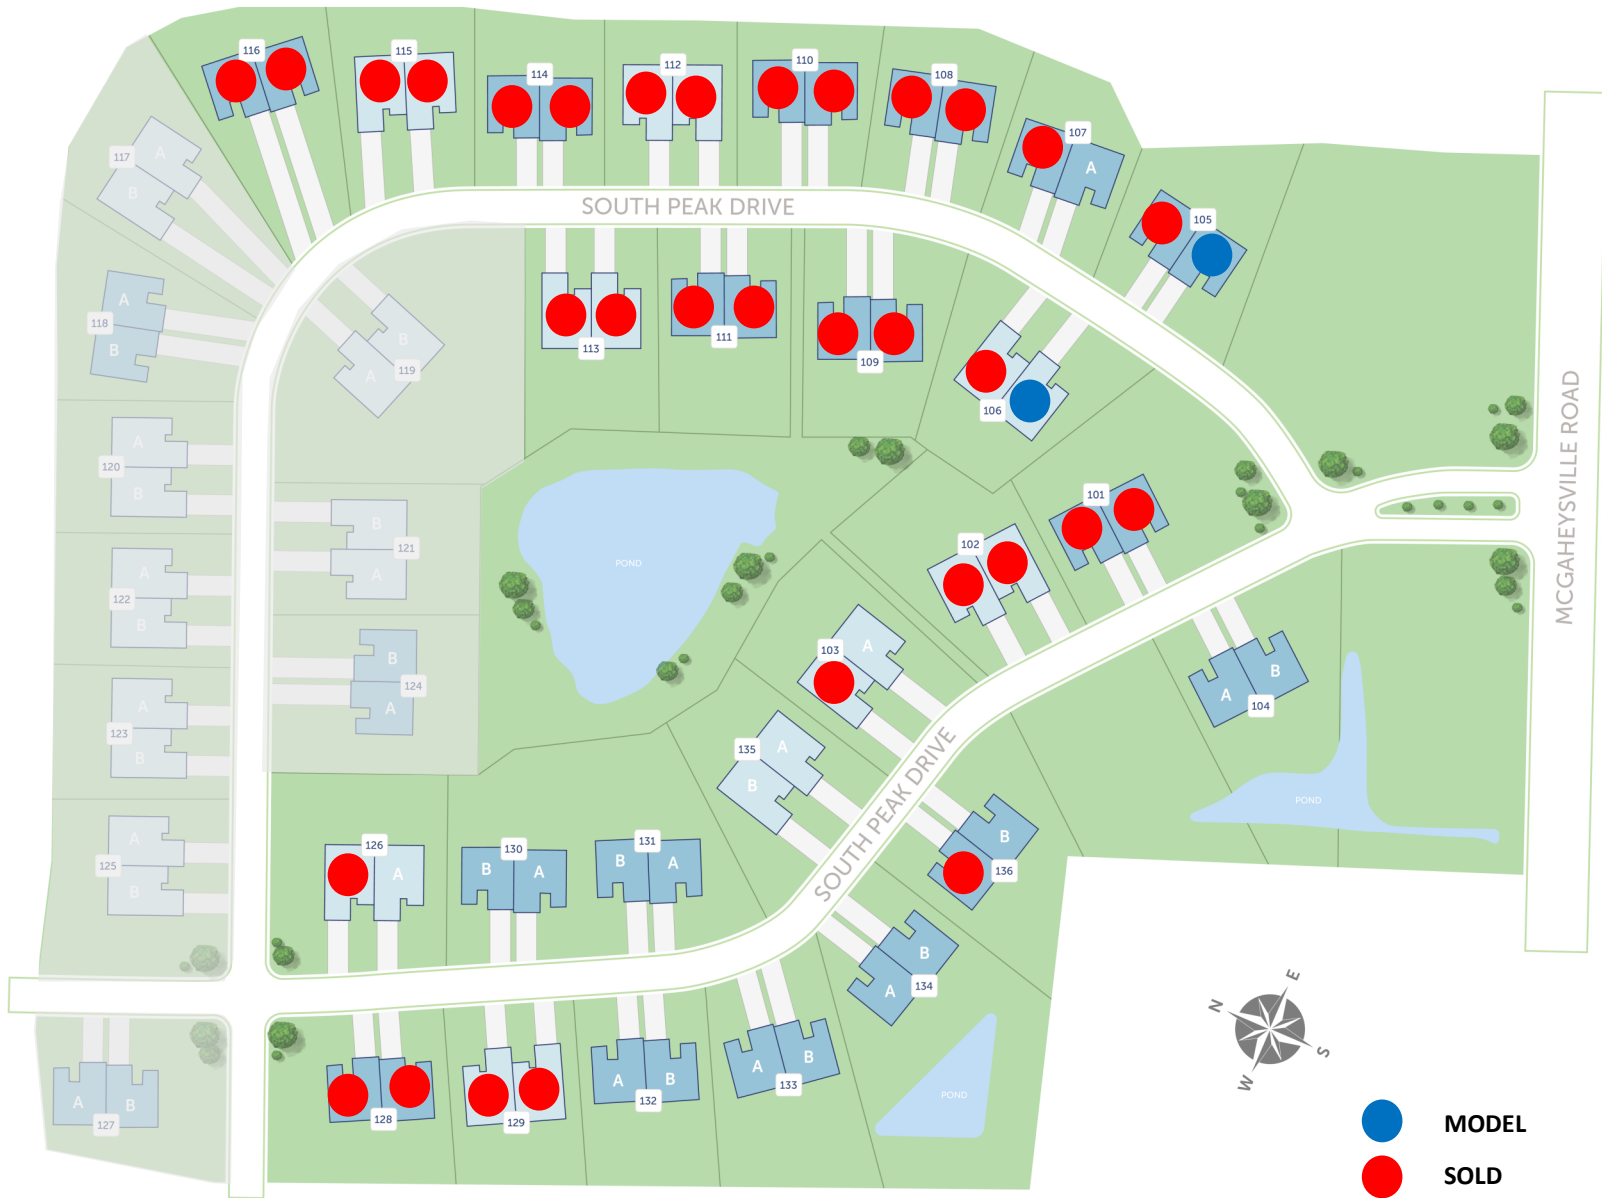 116
115
114
112
110
108
107
A
105
117
A
B
SOUTH PEAK DRIVE
118
A
B
113
111
109
106
119
B
A
MCGAHEYSVILLE ROAD
120
A
B
121
B
A
101
102
POND
122
A
B
103
A
104
A
B
124
B
A
123
A
B
135
A
B
SOUTH PEAK DRIVE
POND
136
B
125
A
B
126
A
130
B
A
131
B
A
134
B
A
N
E
S
W
127
A
B
128
129
132
A
B
133
A
B
POND
MODEL
SOLD